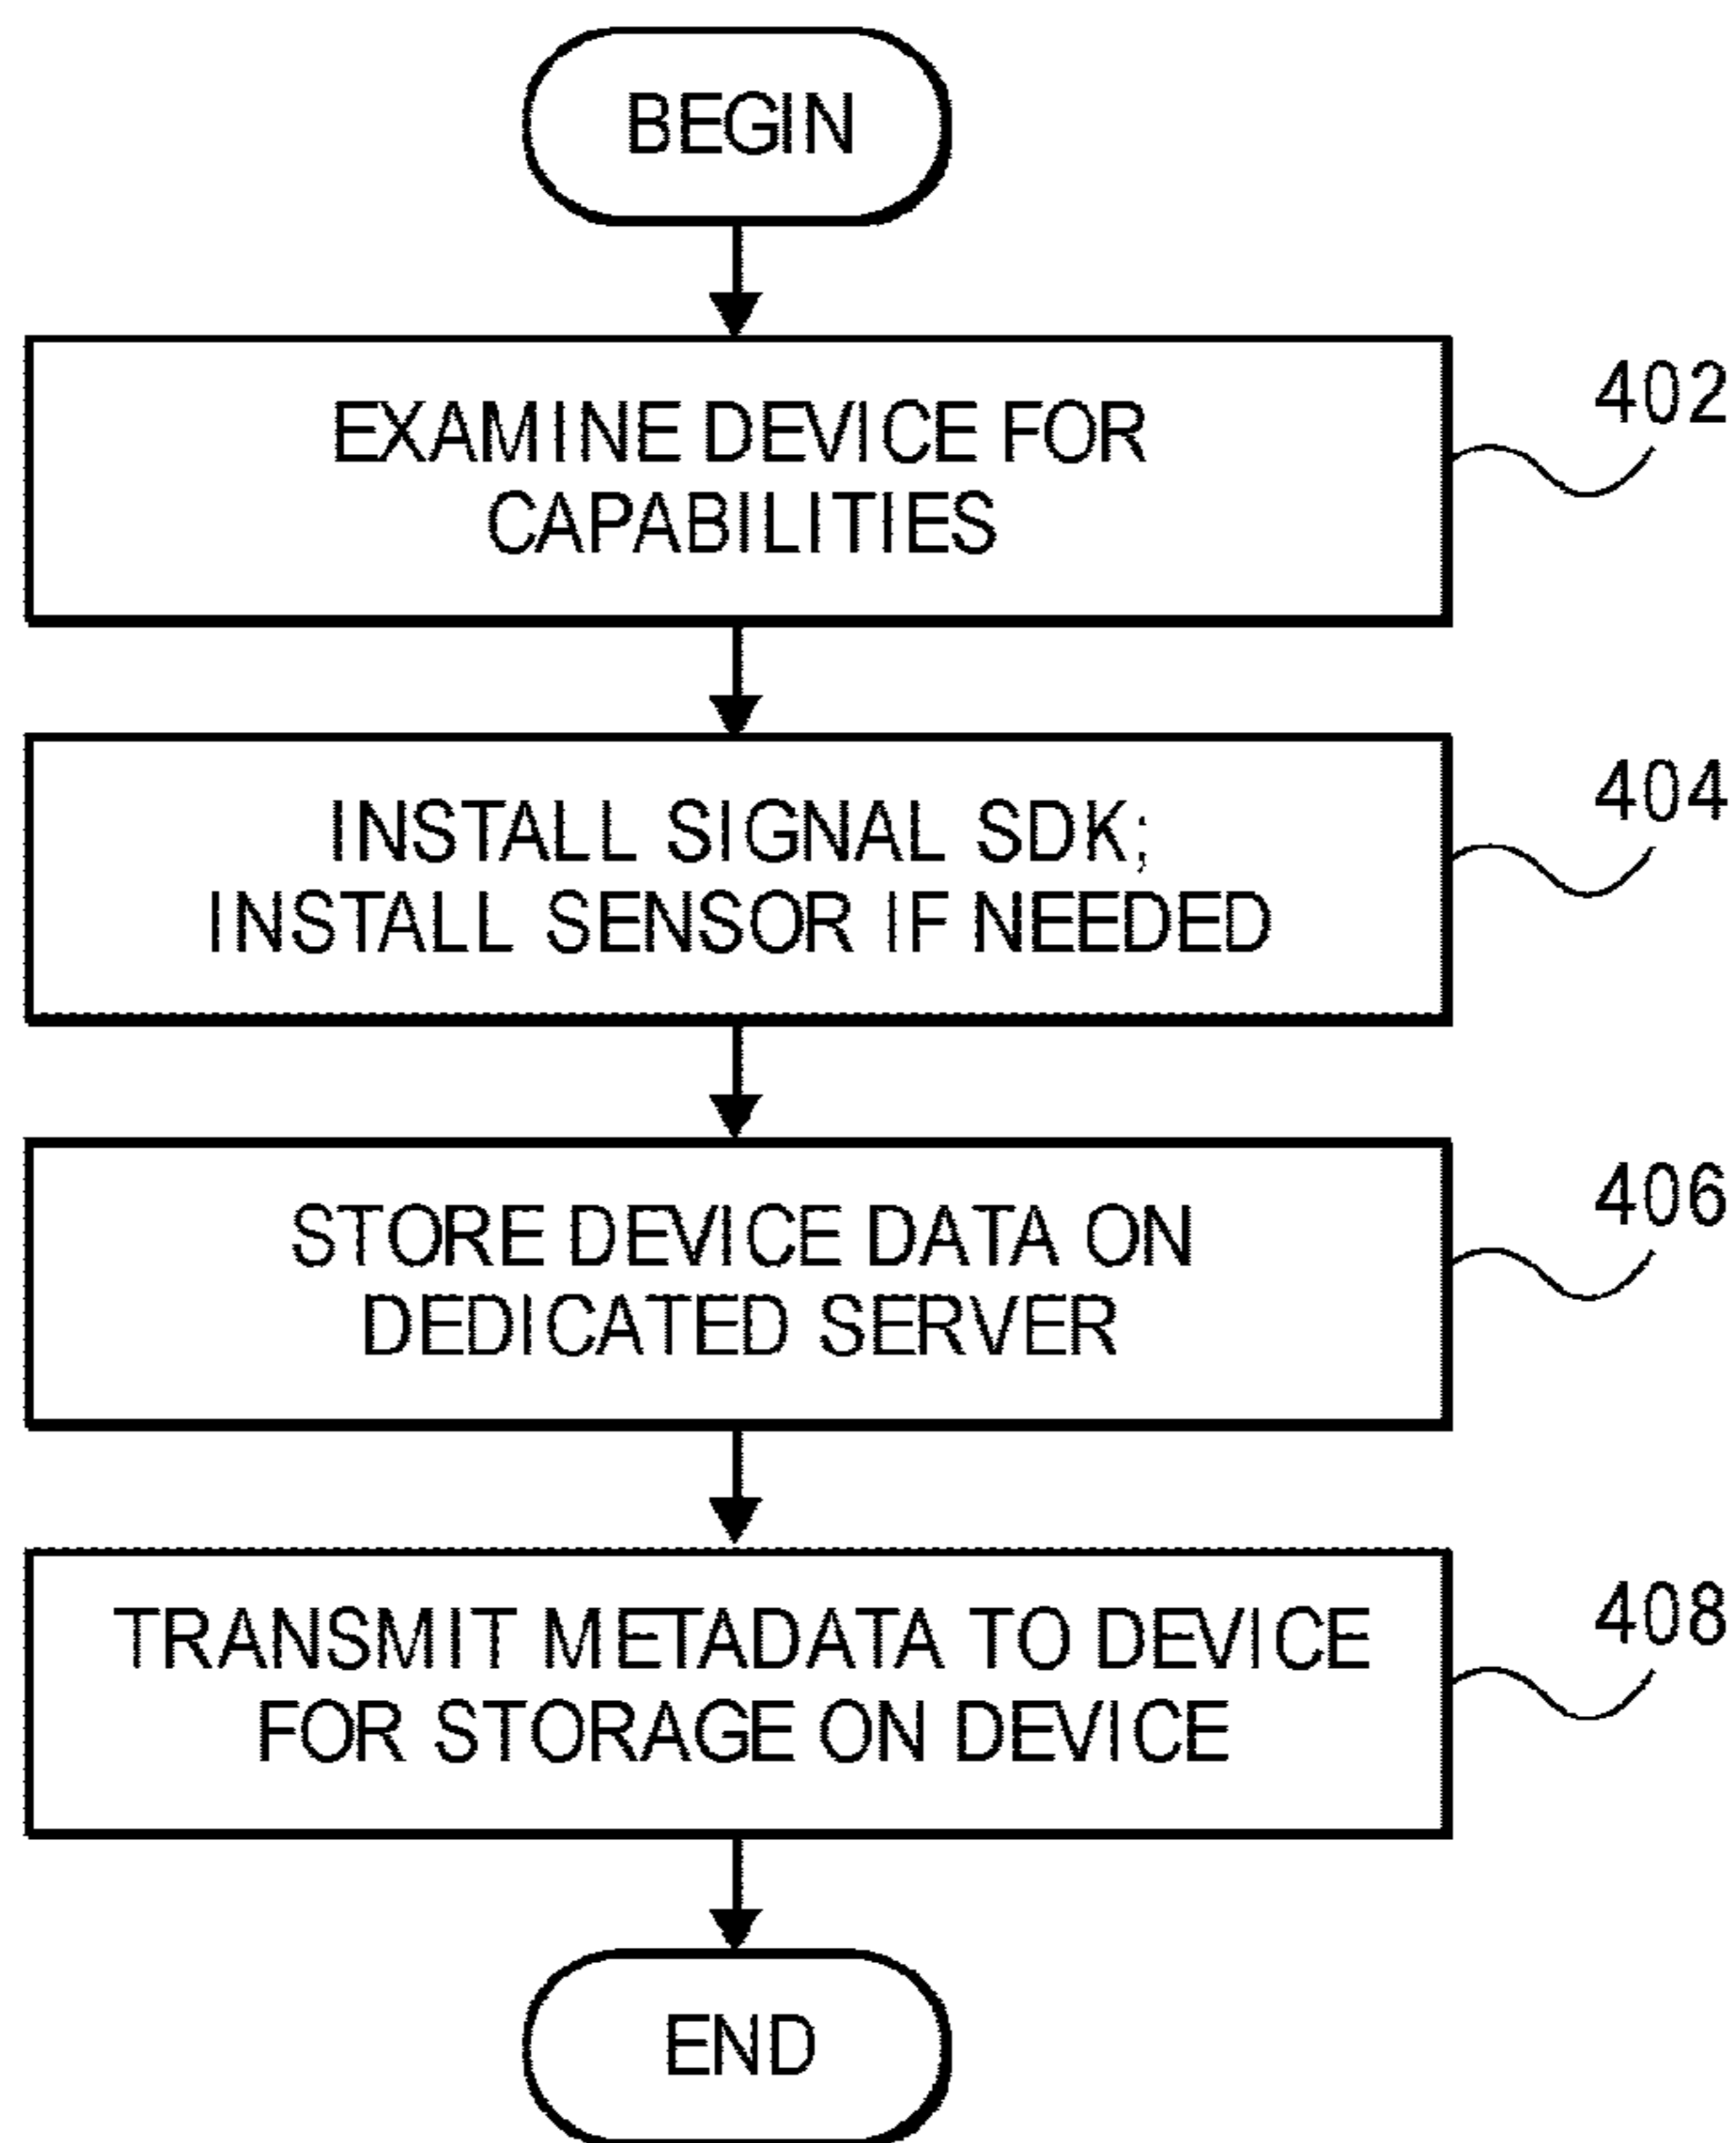 BEGIN
EXAMINE DEVICE FOR
CAPABILITIES
402
INSTALL SIGNAL SDK;
INSTALL SENSOR IF NEEDED
404
STORE DEVICE DATA ON
DEDICATED SERVER
406
TRANSMIT METADATA TO DEVICE
FOR STORAGE ON DEVICE
408
END